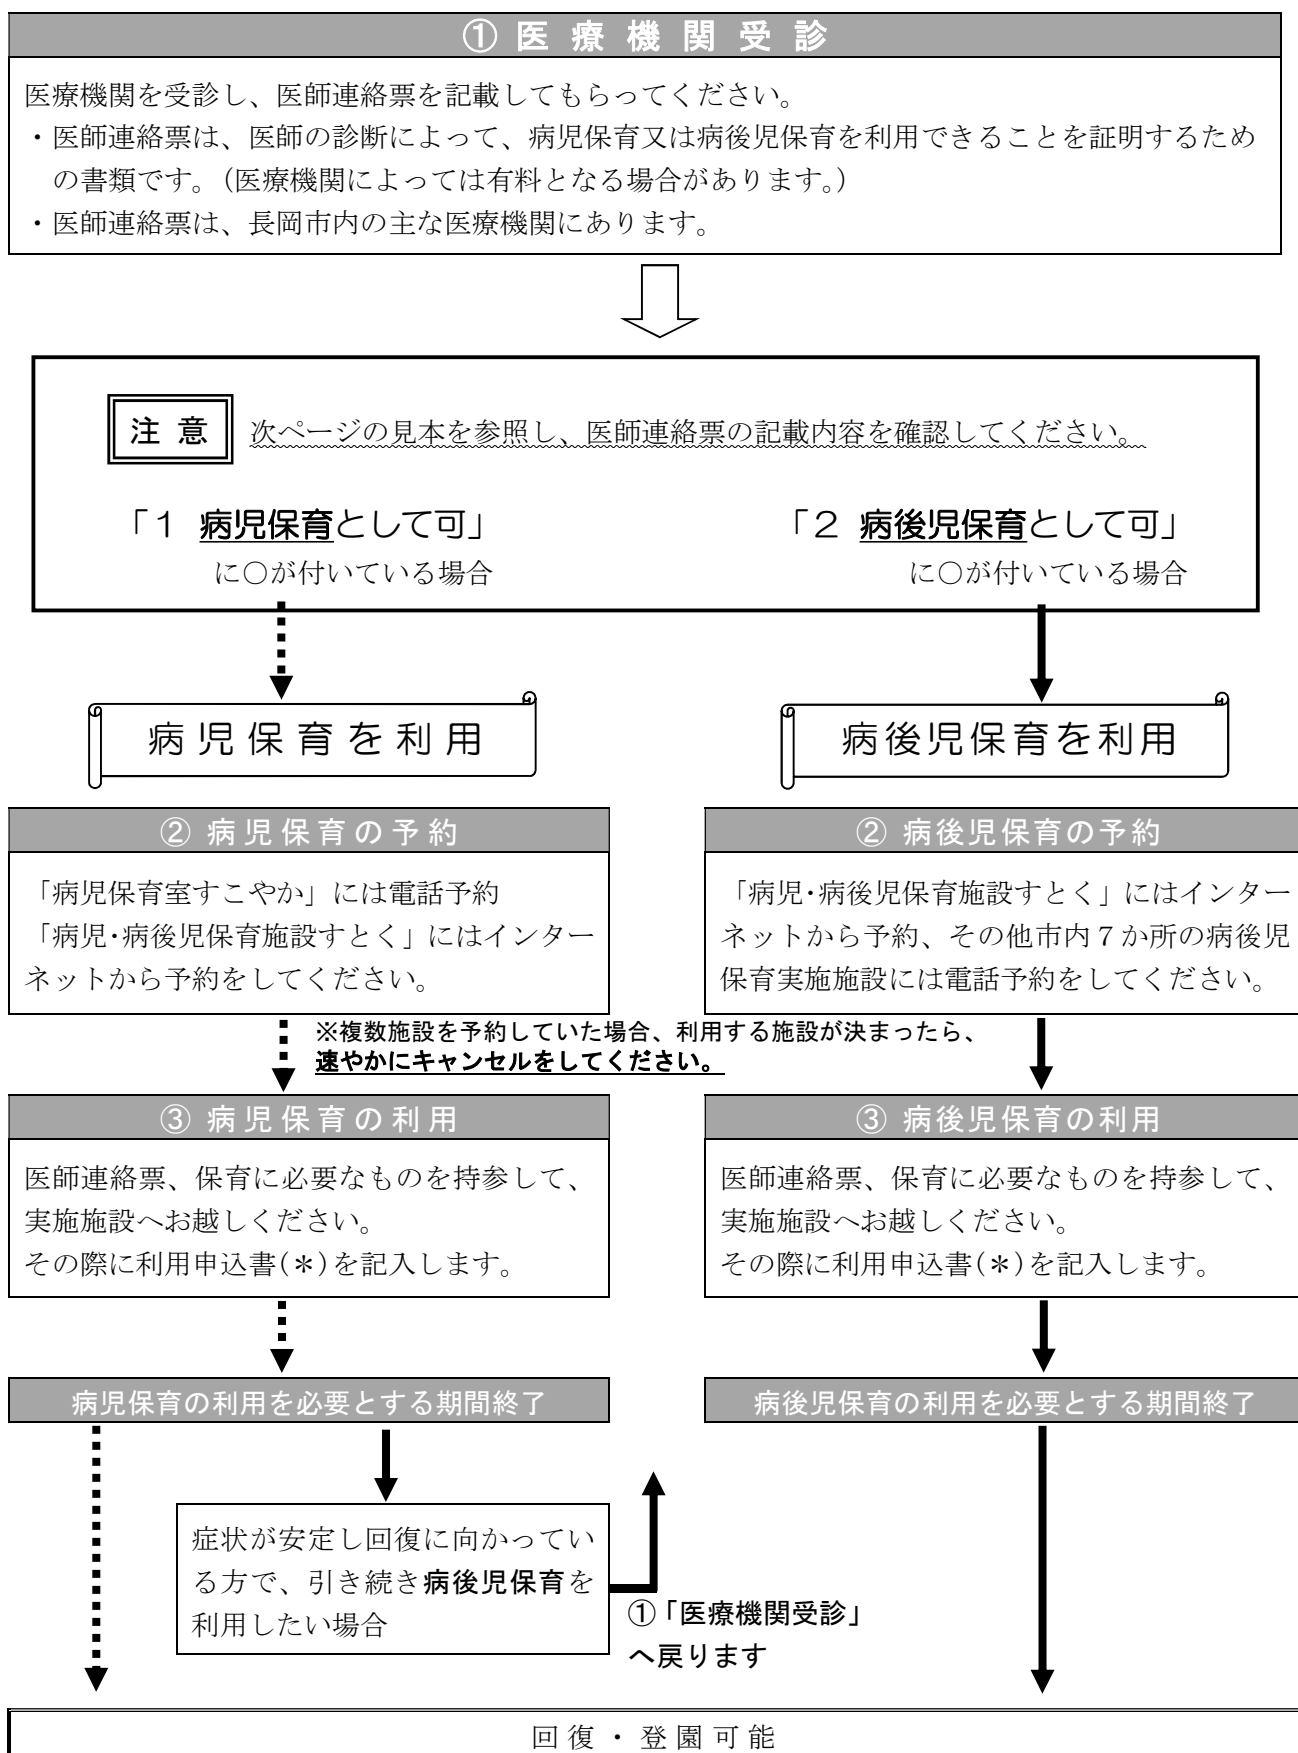 ① 医療機関受診
医療機関を受診し、医師連絡票を記載してもらってください。
・医師連絡票は、医師の診断によって、病児保育又は病後児保育を利用できることを証明するため
の書類です。(医療機関によっては有料となる場合があります。)
・医師連絡票は、長岡市内の主な医療機関にあります。
注 意
次ページの見本を参照し、医師連絡票の記載内容を確認してください。
「1 病児保育として可」
に○が付いている場合
「2 病後児保育として可」
に○が付いている場合
病児保育を利用
病後児保育を利用
② 病児保育の予約
「病児保育室すこやか」には電話予約
「病児・病後児保育施設すとく」にはインター
ネットから予約をしてください。
② 病後児保育の予約
「病児・病後児保育施設すとく」にはインター
ネットから予約、その他市内7か所の病後児
保育実施施設には電話予約をしてください。
※複数施設を予約していた場合、利用する施設が決まったら、
速やかにキャンセルをしてください。
③ 病児保育の利用
医師連絡票、保育に必要なものを持参して、
実施施設へお越しください。
その際に利用申込書(＊)を記入します。
③ 病後児保育の利用
医師連絡票、保育に必要なものを持参して、
実施施設へお越しください。
その際に利用申込書(＊)を記入します。
病児保育の利用を必要とする期間終了
病後児保育の利用を必要とする期間終了
症状が安定し回復に向かってい
る方で、引き続き病後児保育を
利用したい場合
①「医療機関受診」
へ戻ります
回復・登園可能